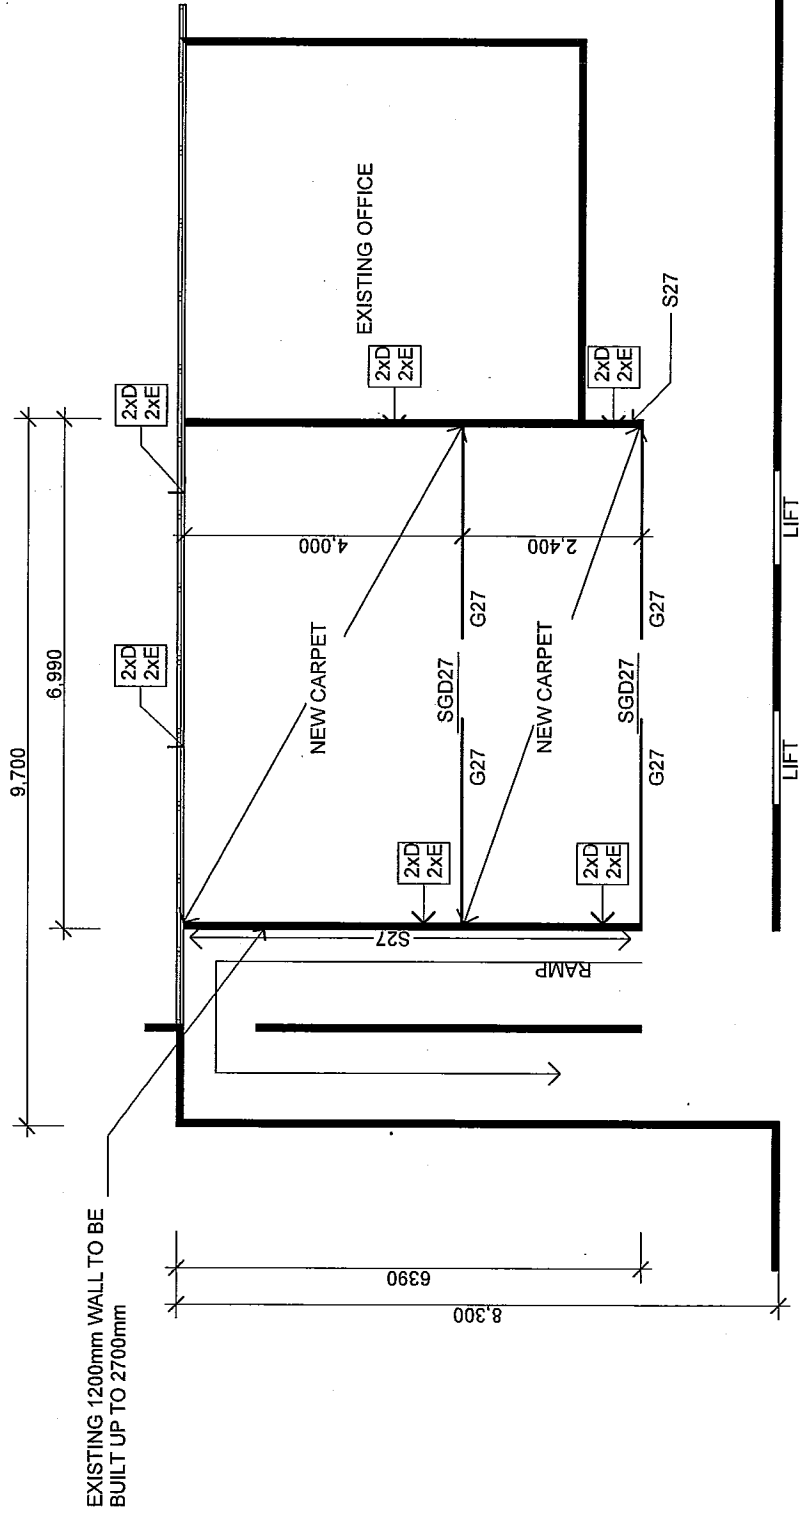 EXISTING 1200mm WALL TO BE
BUILT UP TO 2700mm
9,700
6,990
2xD
2xE
2xD
2xE
EXISTING OFFICE
2xD
2xE
2xD
2xE
S27
NEW CARPET
4,000
2,400
G27
SGD27
G27
NEW CARPET
G27
SGD27
G27
2xD
2xE
2xD
2xE
S27
RAMP
6390
8,300
LIFT
LIFT